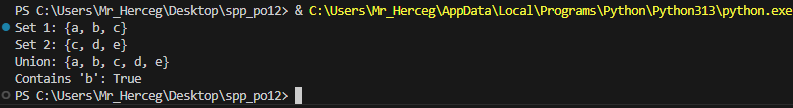 PS C:\Users\Mr_Herceg\Desktop\spp_po12> & C:\Users\Mr_Herceg\AppData\Local\Programs\Python\Python313\python.exe
Set 1: {a, b, c}
Set 2: {c, d, e}
Union: {a, b, c, d, e}
Contains 'b': True
PS C:\Users\Mr_Herceg\Desktop\spp_po12>